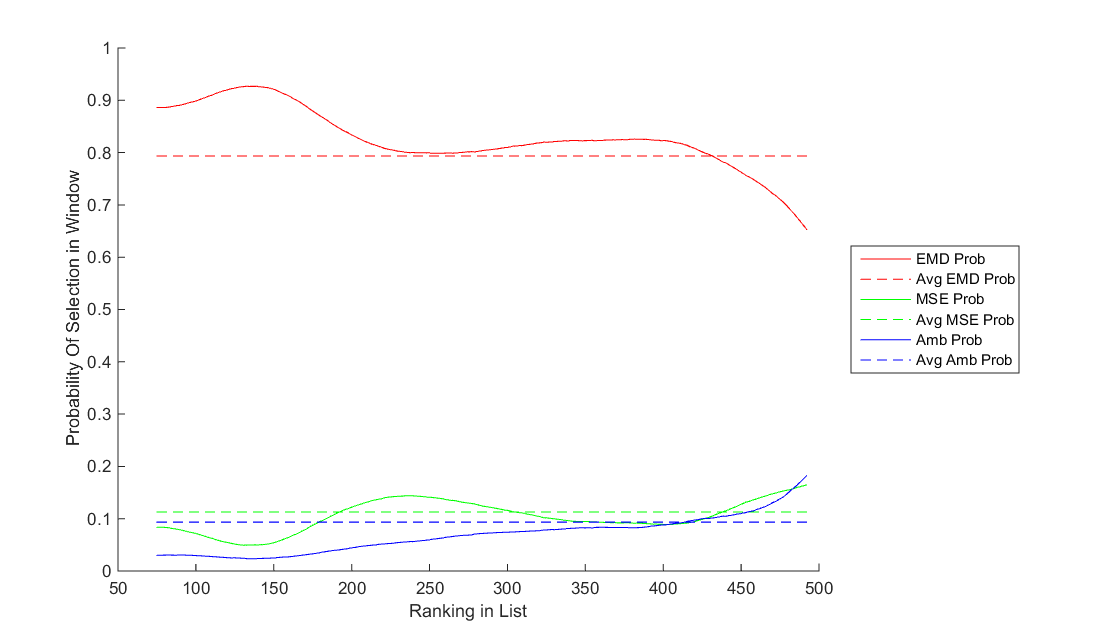 1
0.9
0.8
0.7
0.6
0.5
0.4
0.3
0.2
0.1
0
Probability Of Selection in Window
50 100 150 200 250 300 350 400 450 500
Ranking in List
EMD Prob
Avg EMD Prob
MSE Prob
Avg MSE Prob
Amb Prob
Avg Amb Prob